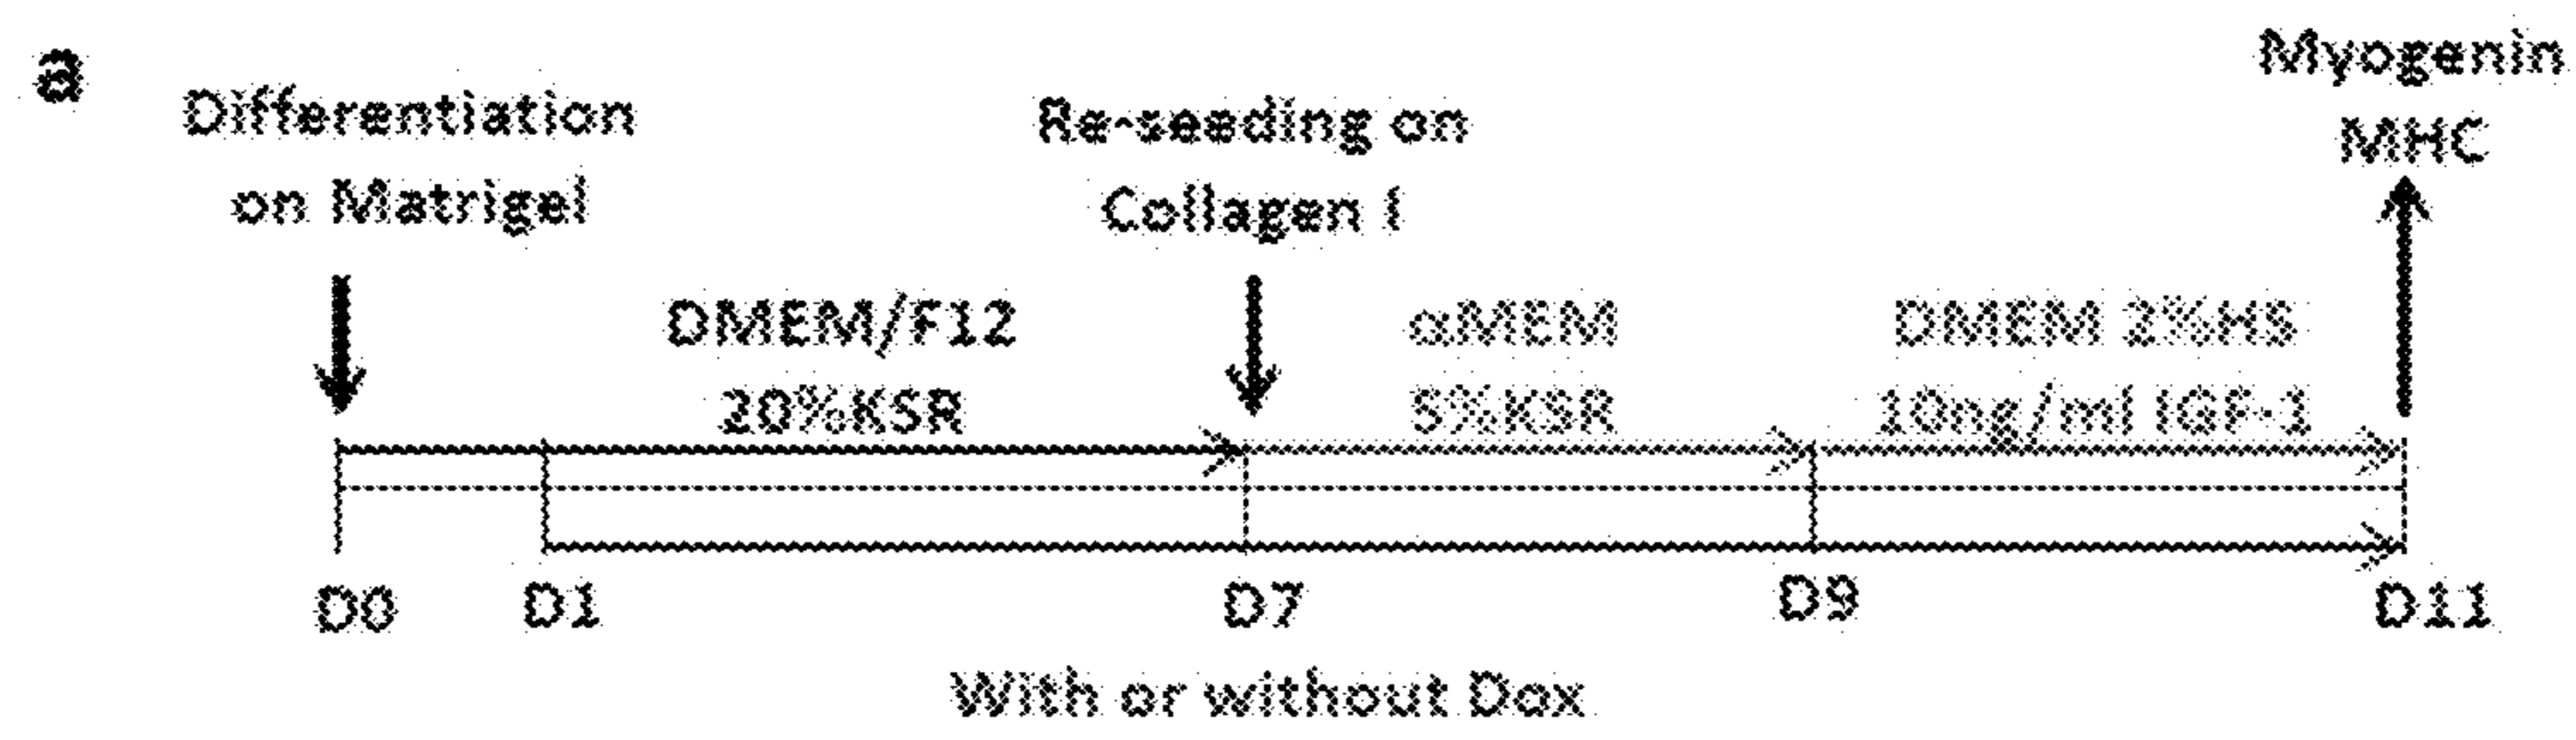 a
Differentiation
on Matrigel
Re-seeding on
Collagen I
Myogenin
MHC
DMEM/F12
20%KSR
αMEM
5%KSR
DMEM 2%HS
10ng/ml IGF-1
D0
D1
D7
D9
D11
With or without Dox